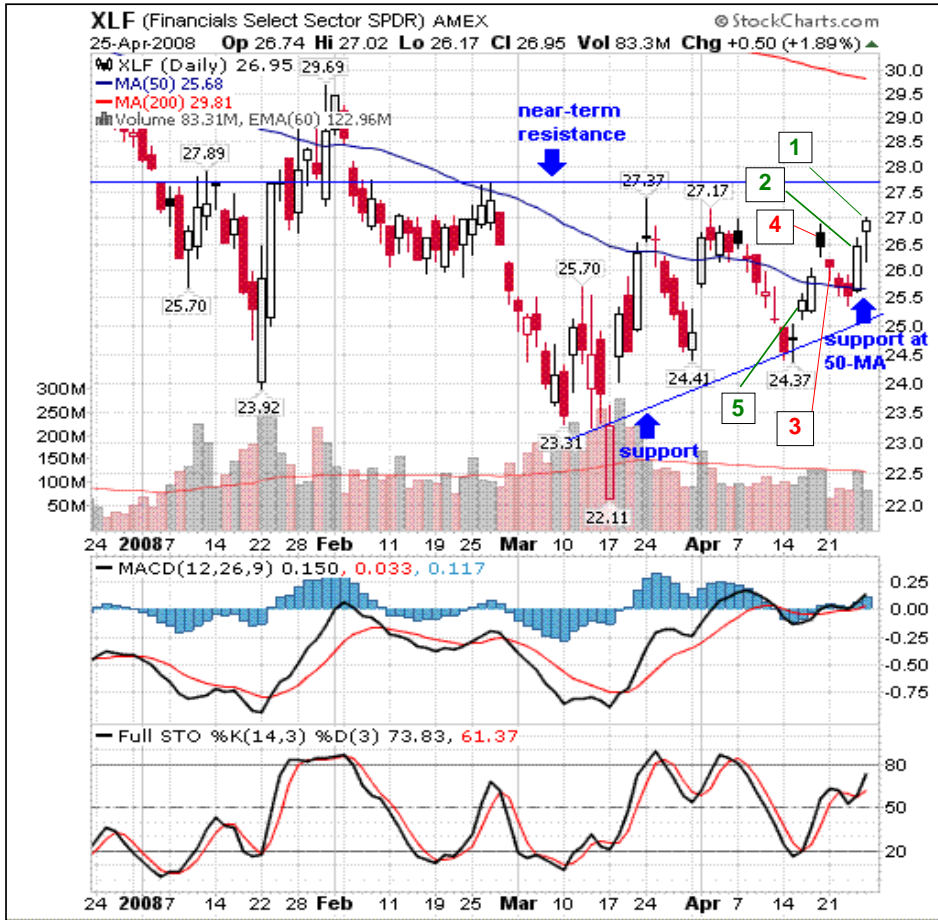 XLF (Financials Select Sector SPDR) AMEX
© StockCharts.com
25-Apr-2008 Op 26.74 Hi 27.02 Lo 26.17 Cl 26.95 Vol 83.3M Chg +0.50 (+1.89%)
XLF (Daily) 26.95
MA(50) 25.68
MA(200) 29.81
Volume 83.31M, EMA(60) 122.96M
29.69
27.89
25.70
23.92
near-term
resistance
27.37
27.17
25.70
24.41
24.37
23.31
22.11
1
2
4
5
3
support at
50-MA
support
30.0
29.5
29.0
28.5
28.0
27.5
27.0
26.5
26.0
25.5
25.0
24.5
24.0
23.5
23.0
22.5
22.0
300M
250M
200M
150M
100M
50M
24 2008 7 14 22 28 Feb 11 19 25 Mar 10 17 24 Apr 7 14 21
MACD(12,26,9) 0.150, 0.033, 0.117
0.25
0.00
-0.25
-0.50
-0.75
Full STO %K(14,3) %D(3) 73.83, 61.37
80
50
20
24 2008 7 14 22 28 Feb 11 19 25 Mar 10 17 24 Apr 7 14 21